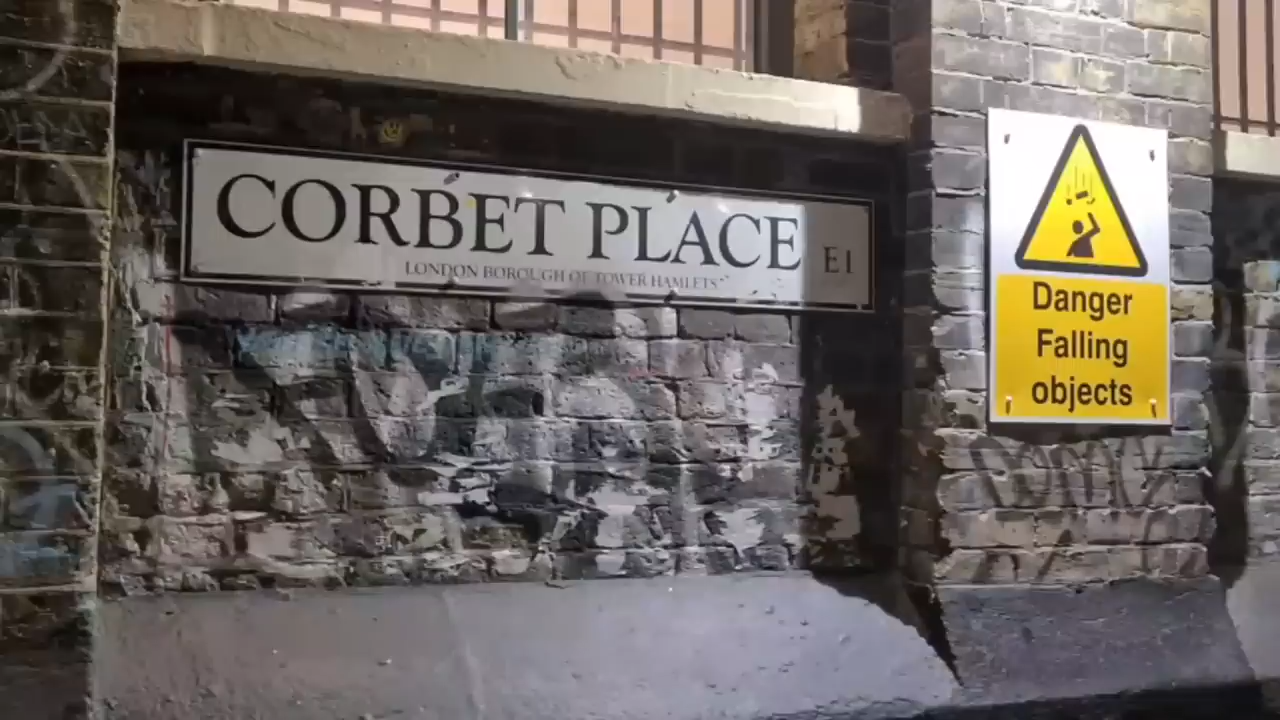 CORBET PLACE
E1
LONDON BOROUGH OF TOWER HAMLETS
Danger
Falling
objects